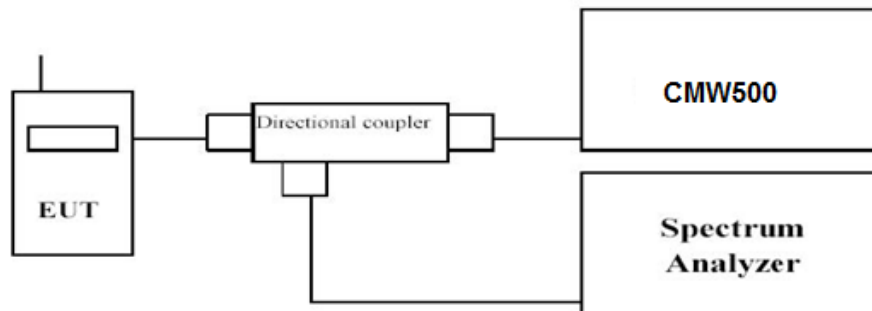 CMW500
Directional coupler
EUT
Spectrum
Analyzer